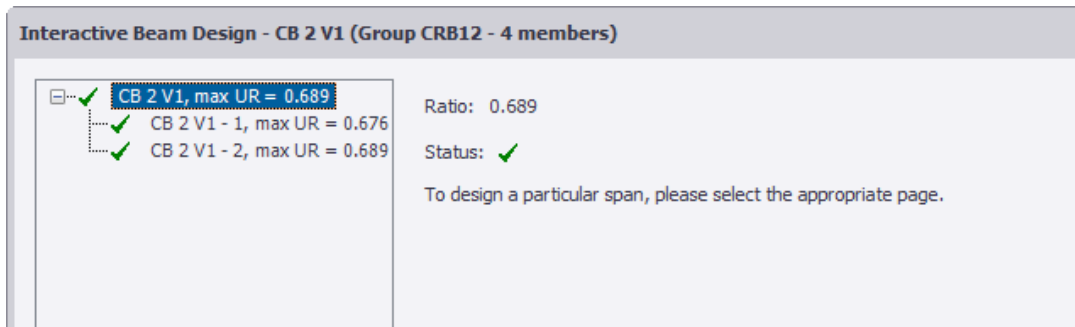 Interactive Beam Design - CB 2 V1 (Group CRB12 - 4 members)
CB 2 V1, max UR = 0.689
CB 2 V1 - 1, max UR = 0.676
CB 2 V1 - 2, max UR = 0.689
Ratio: 0.689
Status:
To design a particular span, please select the appropriate page.